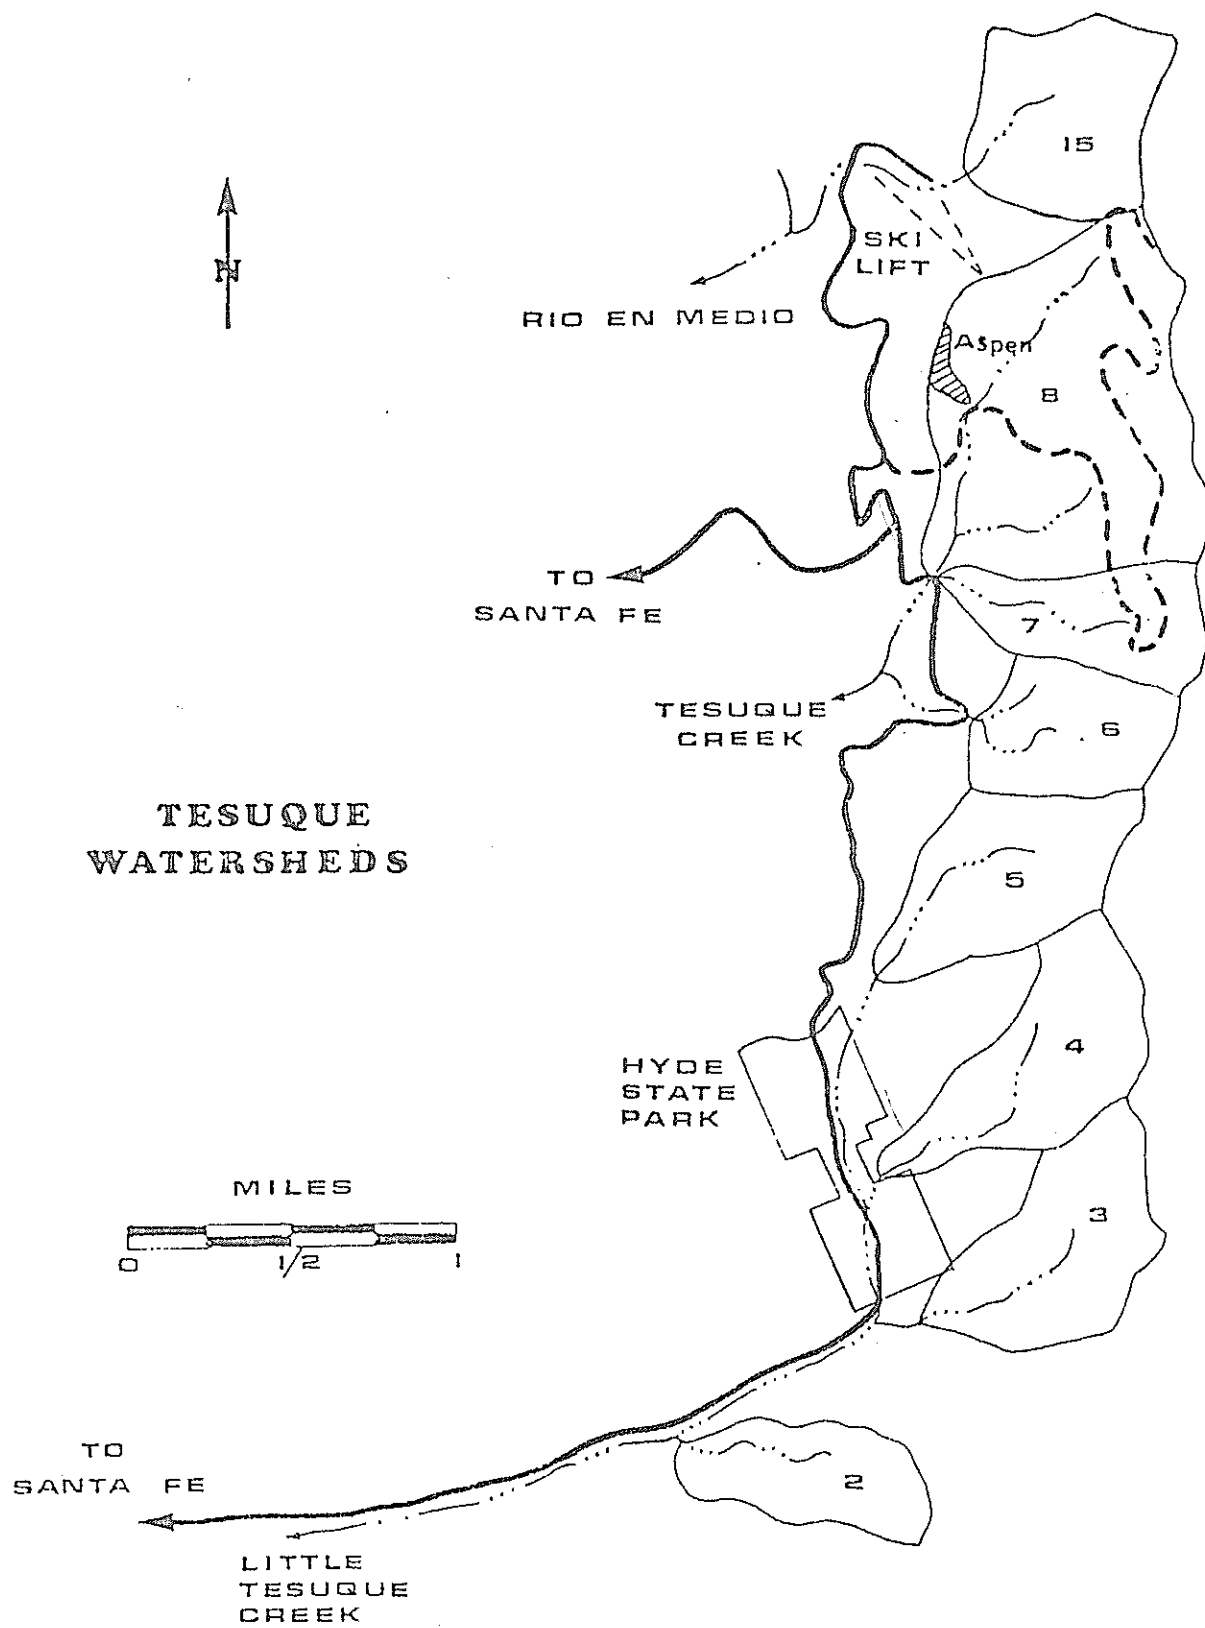 15
N
SKI
LIFT
RIO EN MEDIO
Aspen
8
TO
SANTA FE
7
TESUQUE
CREEK
6
TESUQUE
WATERSHEDS
5
HYDE
STATE
PARK
4
MILES
0 1/2 1
3
TO
SANTA FE
2
LITTLE
TESUQUE
CREEK